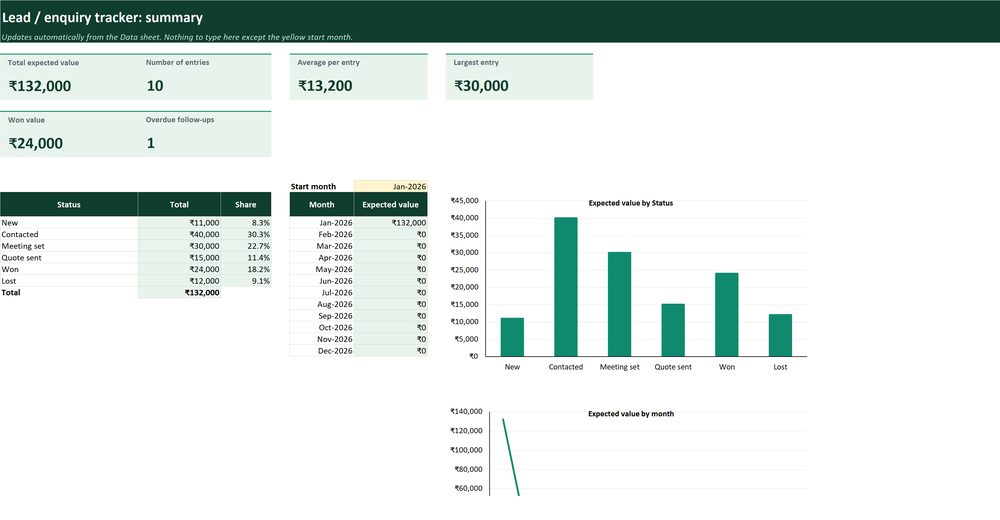 Lead / enquiry tracker: summary
Updates automatically from the Data sheet. Nothing to type here except the yellow start month.
Total expected value Number of entries Average per entry Largest entry
₹132,000 10 ₹13,200 ₹30,000
Won value Overdue follow-ups
₹24,000 1
Start month Jan-2026
Status Total Share
New ₹11,000 8.3%
Contacted ₹40,000 30.3%
Meeting set ₹30,000 22.7%
Quote sent ₹15,000 11.4%
Won ₹24,000 18.2%
Lost ₹12,000 9.1%
Total ₹132,000
Month Expected value
Jan-2026 ₹132,000
Feb-2026 ₹0
Mar-2026 ₹0
Apr-2026 ₹0
May-2026 ₹0
Jun-2026 ₹0
Jul-2026 ₹0
Aug-2026 ₹0
Sep-2026 ₹0
Oct-2026 ₹0
Nov-2026 ₹0
Dec-2026 ₹0
Expected value by Status
₹45,000
₹40,000
₹35,000
₹30,000
₹25,000
₹20,000
₹15,000
₹10,000
₹5,000
₹0
New Contacted Meeting set Quote sent Won Lost
Expected value by month
₹140,000
₹120,000
₹100,000
₹80,000
₹60,000